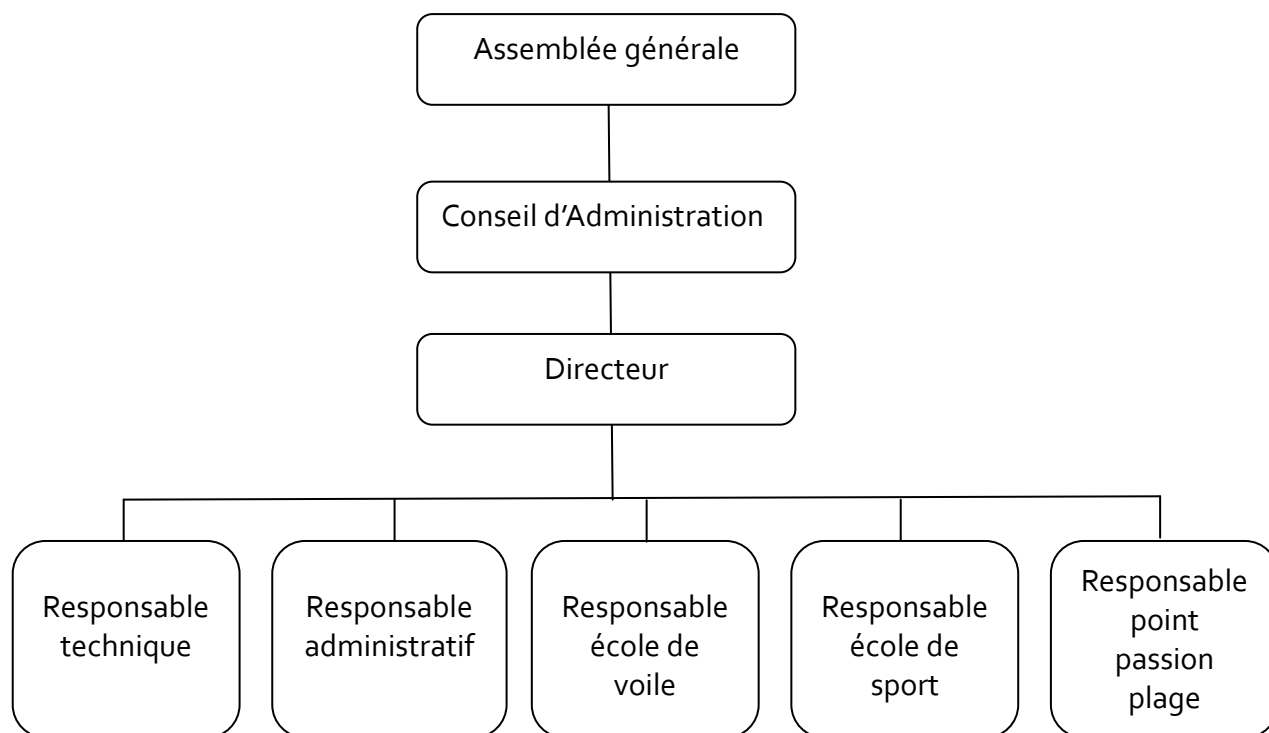 Assemblée générale
Conseil d’Administration
Directeur
Responsable
technique
Responsable
administratif
Responsable
école de
voile
Responsable
école de
sport
Responsable
point
passion
plage